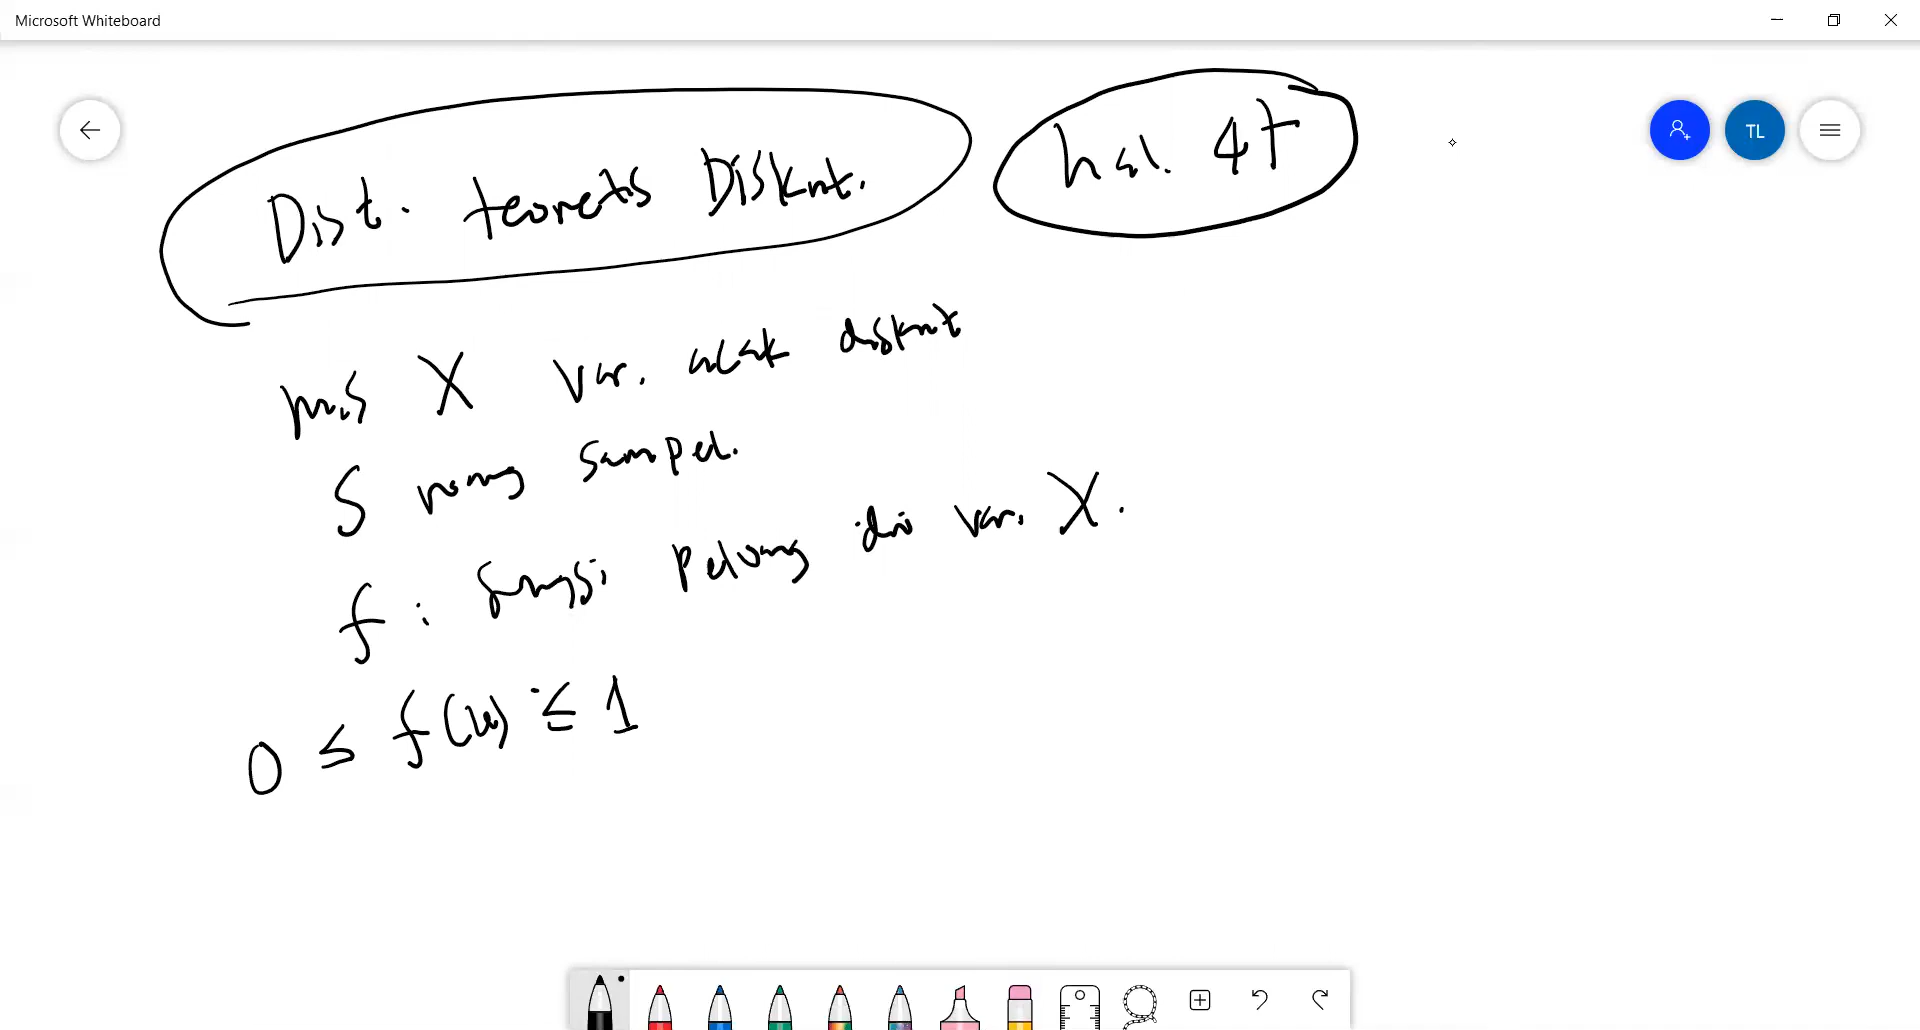 Microsoft Whiteboard
Dist. teoretis Diskrit. hal. 47
TL
mis X var. acak diskrit
S ruang sampel.
f : fungsi peluang dri var. X.
0 ≤ f(x) ≤ 1